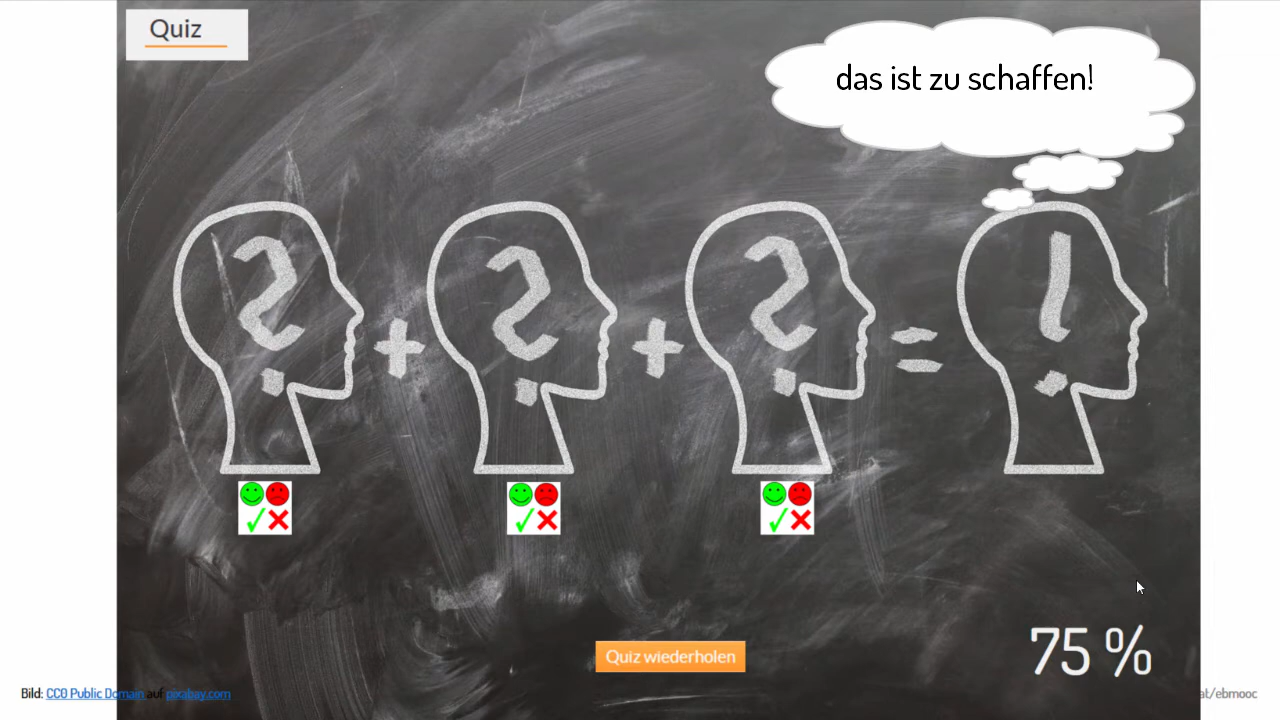 Quiz
das ist zu schaffen!
Quiz wiederholen
75 %
Bild: CC0 Public Domain auf pixabay.com
at/ebmooc